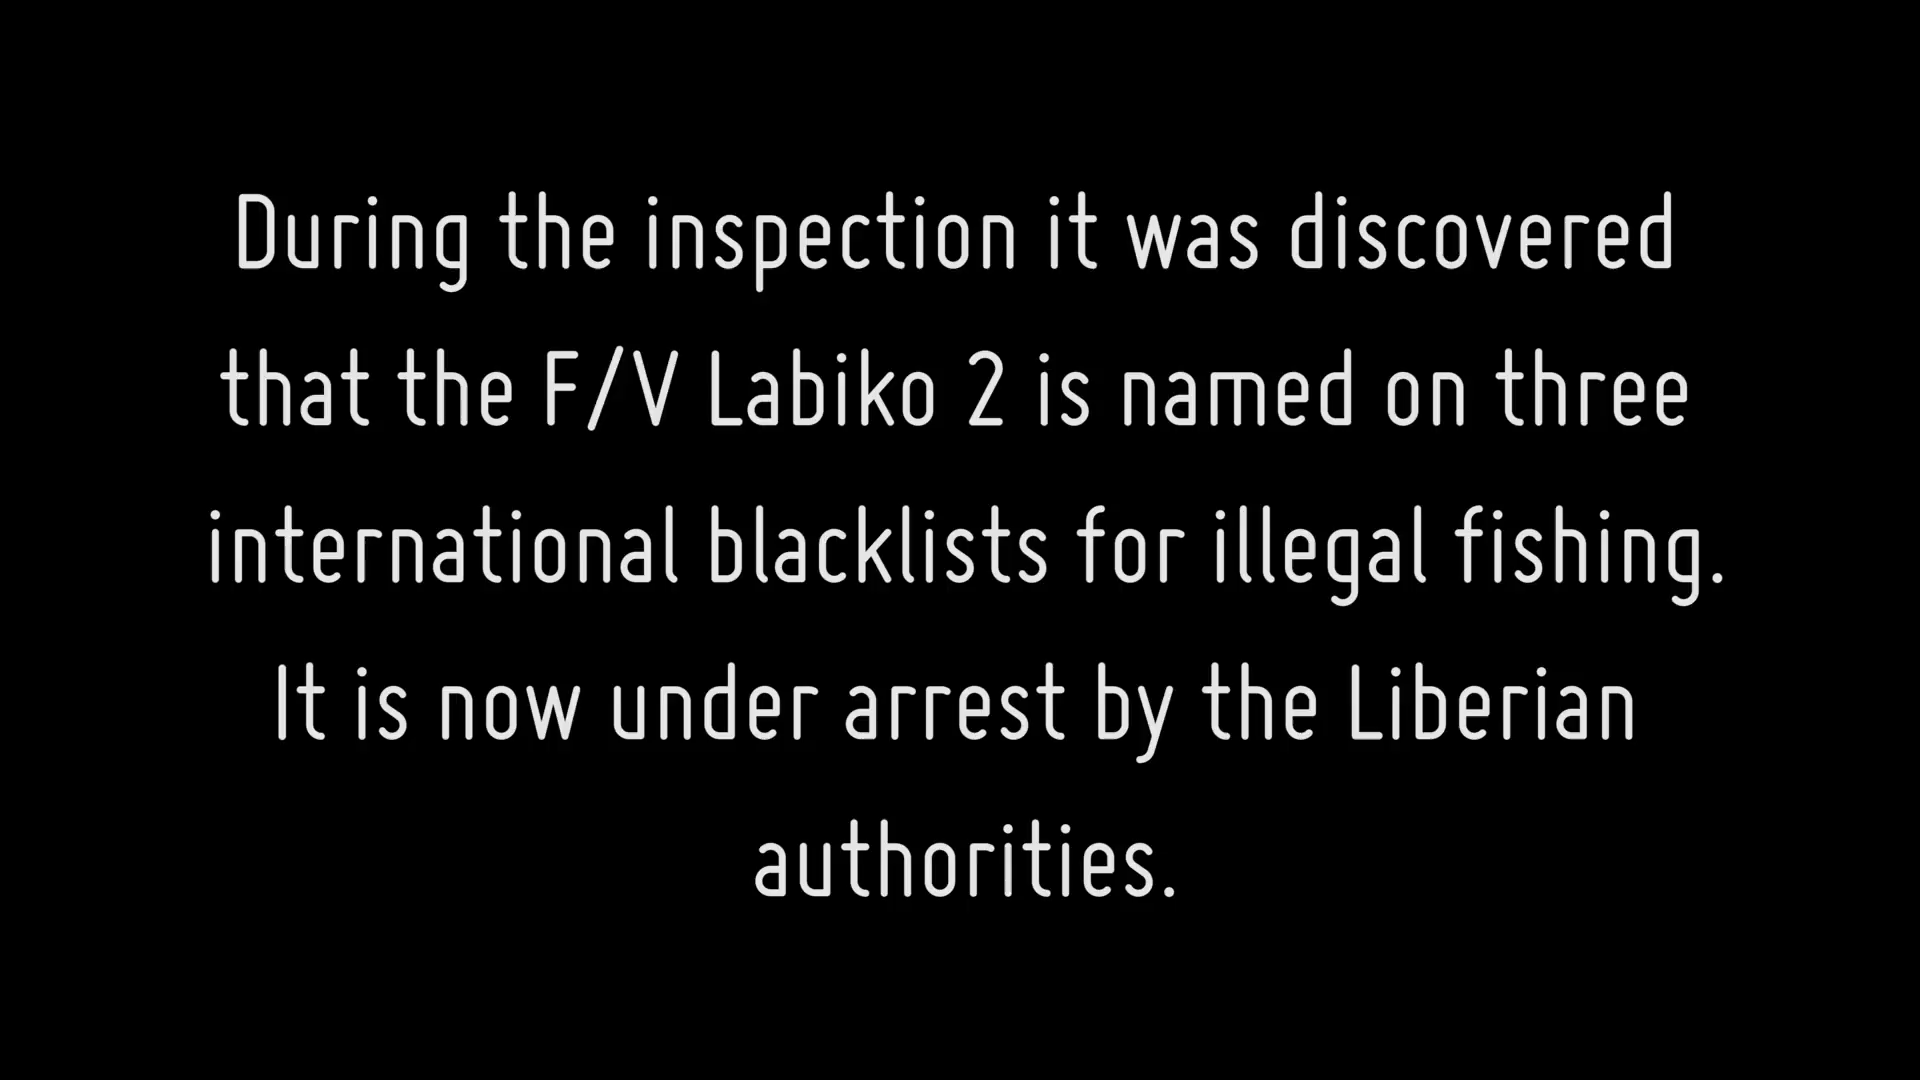 During the inspection it was discovered
that the F/V Labiko 2 is named on three
international blacklists for illegal fishing.
It is now under arrest by the Liberian
authorities.